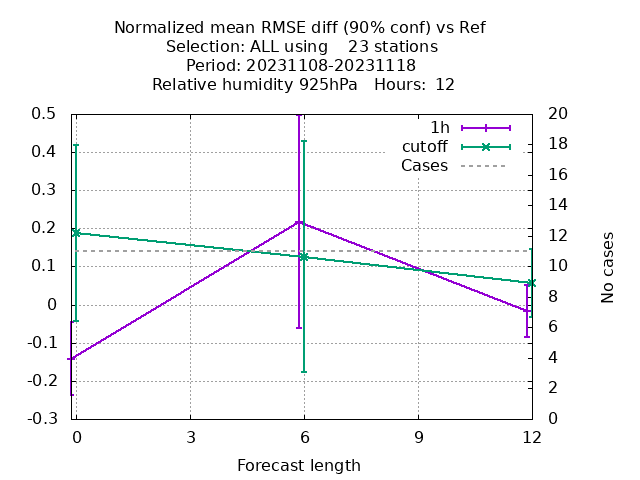 Normalized mean RMSE diff (90% conf) vs Ref
Selection: ALL using    23 stations
Period: 20231108-20231118
Relative humidity 925hPa   Hours:  12
0.5
0.4
0.3
0.2
0.1
0
-0.1
-0.2
-0.3
20
18
16
14
12
10
8
6
4
2
0
1h
cutoff
Cases
No cases
0
3
6
9
12
Forecast length